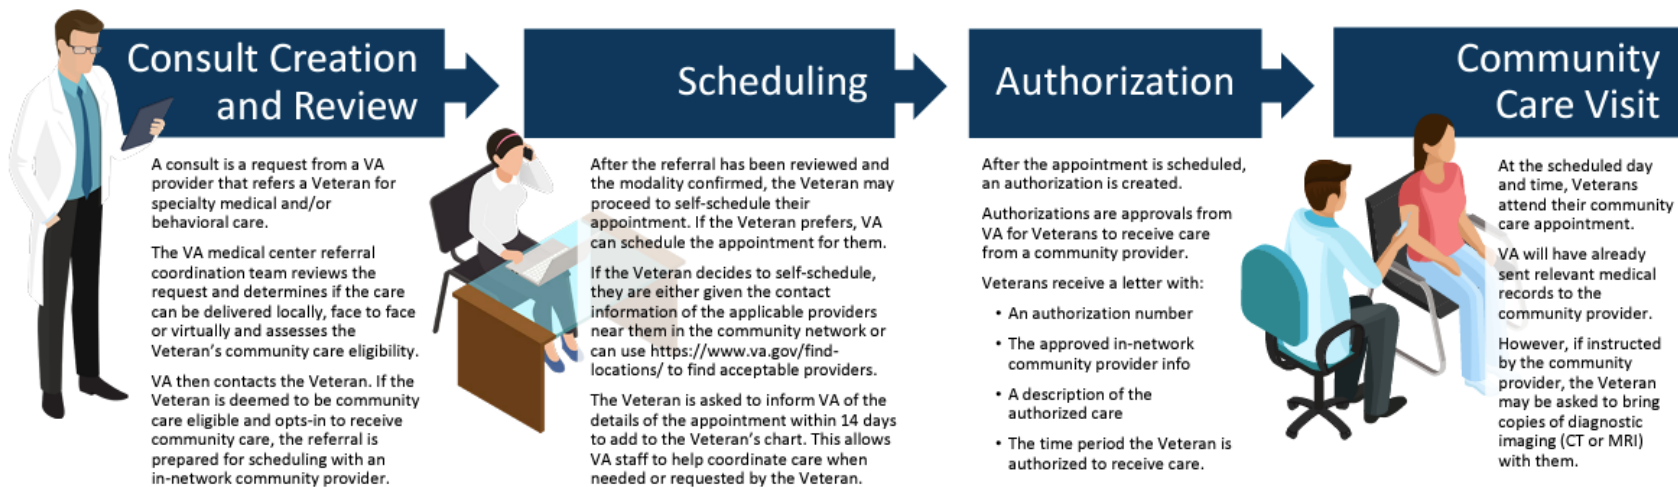 Consult Creation
and Review
A consult is a request from a VA
provider that refers a Veteran for
specialty medical and/or
behavioral care.
The VA medical center referral
coordination team reviews the
request and determines if the care
can be delivered locally, face to face
or virtually and assesses the
Veteran's community care eligibility.
VA then contacts the Veteran. If the
Veteran is deemed to be community
care eligible and opts-in to receive
community care, the referral is
prepared for scheduling with an
in-network community provider.
Scheduling
After the referral has been reviewed and
the modality confirmed, the Veteran may
proceed to self-schedule their
appointment. If the Veteran prefers, VA
can schedule the appointment for them.
If the Veteran decides to self-schedule,
they are either given the contact
information of the applicable providers
near them in the community network or
can use https://www.va.gov/find-
locations/ to find acceptable providers.
The Veteran is asked to inform VA of the
details of the appointment within 14 days
to add to the Veteran's chart. This allows
VA staff to help coordinate care when
needed or requested by the Veteran.
Authorization
After the appointment is scheduled,
an authorization is created.
Authorizations are approvals from
VA for Veterans to receive care
from a community provider.
Veterans receive a letter with:
• An authorization number
• The approved in-network
community provider info
• A description of the
authorized care
• The time period the Veteran is
authorized to receive care.
Community
Care Visit
At the scheduled day
and time, Veterans
attend their community
care appointment.
VA will have already
sent relevant medical
records to the
community provider.
However, if instructed
by the community
provider, the Veteran
may be asked to bring
copies of diagnostic
imaging (CT or MRI)
with them.